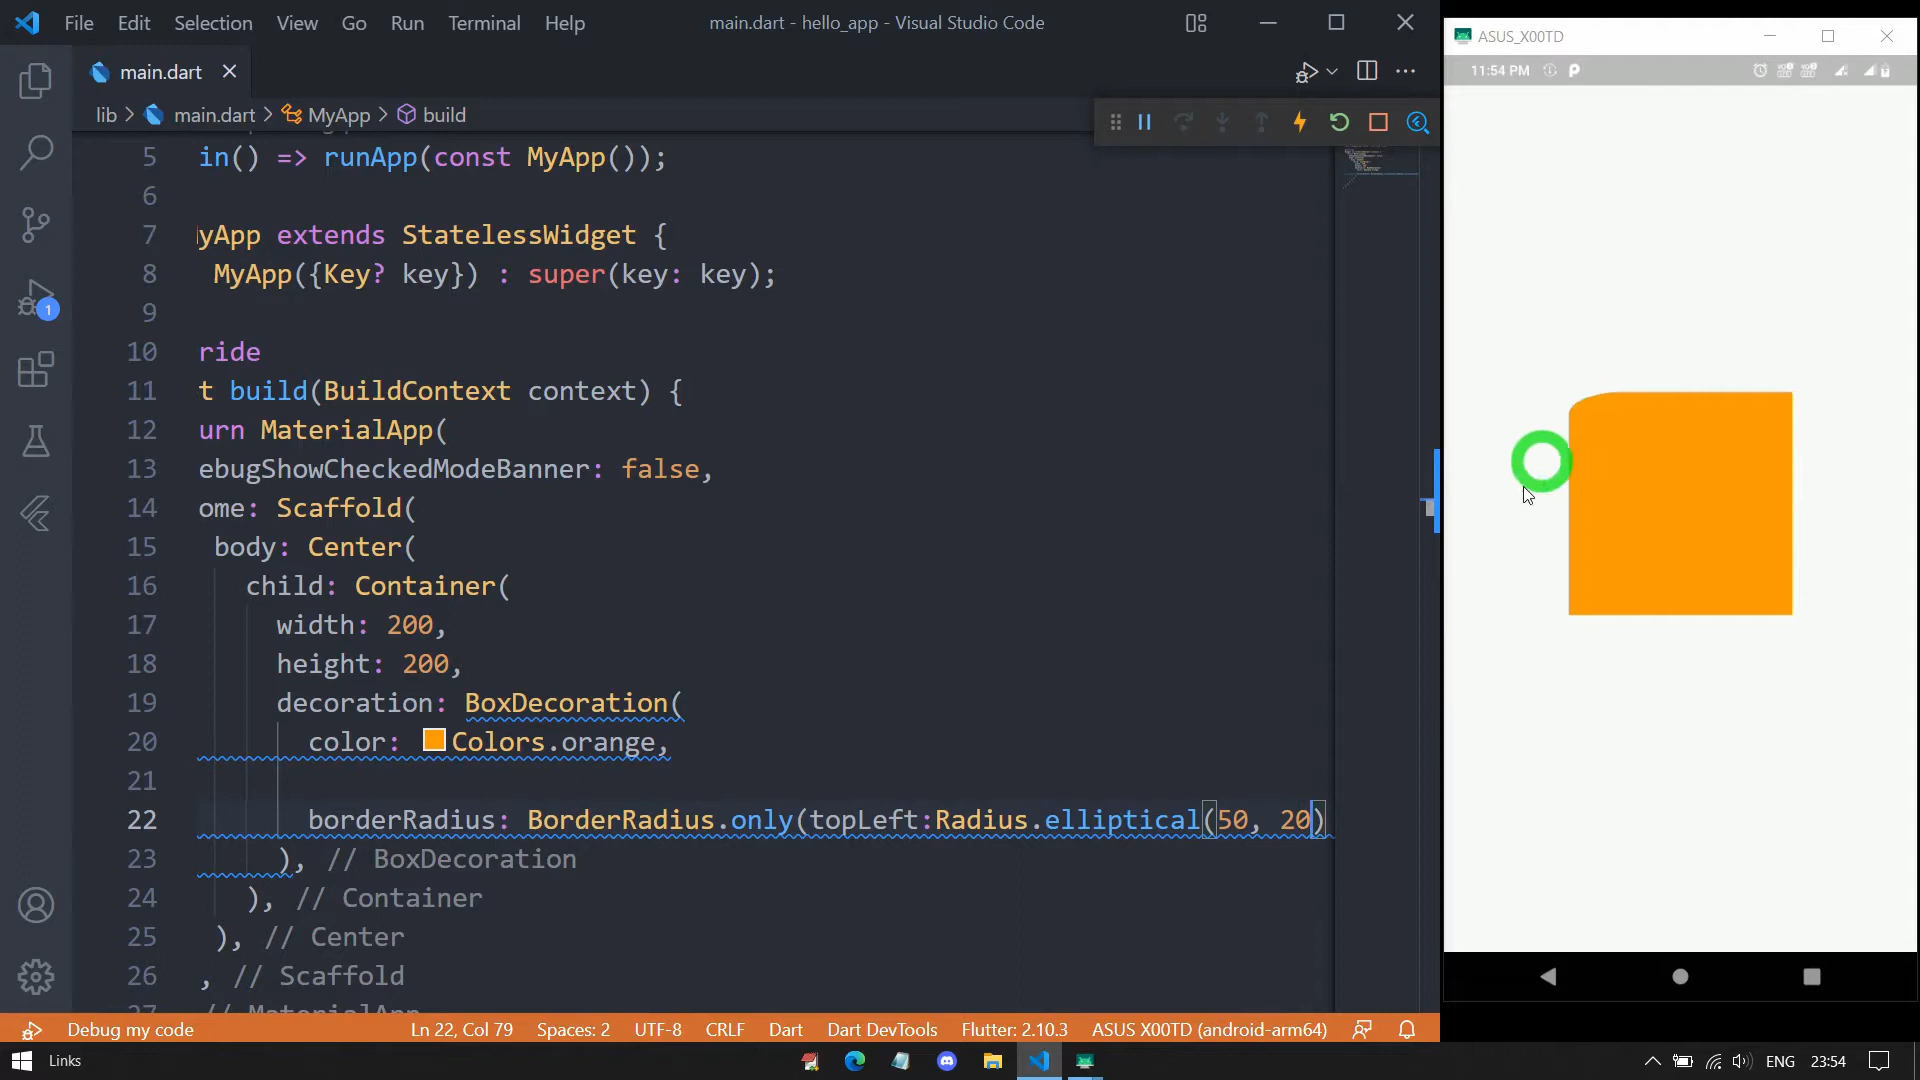 File Edit Selection View Go Run Terminal Help
main.dart - hello_app - Visual Studio Code
ASUS_X00TD
main.dart
11:54 PM
lib > main.dart > MyApp > build
5 in() => runApp(const MyApp());
6
7 yApp extends StatelessWidget {
8 MyApp({Key? key}) : super(key: key);
9
10 ride
11 t build(BuildContext context) {
12 urn MaterialApp(
13 ebugShowCheckedModeBanner: false,
14 ome: Scaffold(
15 body: Center(
16 child: Container(
17 width: 200,
18 height: 200,
19 decoration: BoxDecoration(
20 color: Colors.orange,
21
22 borderRadius: BorderRadius.only(topLeft:Radius.elliptical(50, 20)
23 ), // BoxDecoration
24 ), // Container
25 ), // Center
26 , // Scaffold
27 // MaterialApp
1
Debug my code Ln 22, Col 79 Spaces: 2 UTF-8 CRLF Dart Dart DevTools Flutter: 2.10.3 ASUS X00TD (android-arm64)
Links ENG 23:54